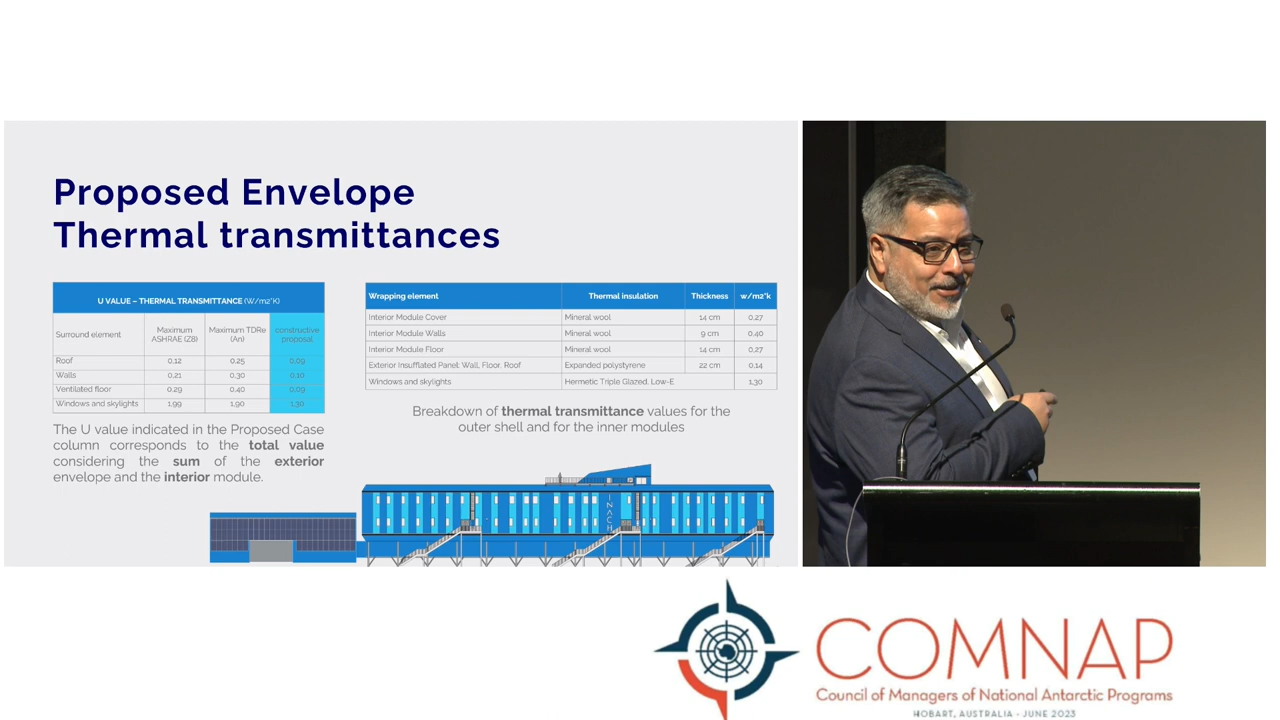 Proposed Envelope
Thermal transmittances
U VALUE – THERMAL TRANSMITTANCE (W/m2°K)
Surround element Maximum ASHRAE (Z8) Maximum TDRe (An) constructive proposal
Roof 0,12 0,25 0,09
Walls 0,21 0,30 0,10
Ventilated floor 0,29 0,40 0,09
Windows and skylights 1,99 1,90 1,30
The U value indicated in the Proposed Case
column corresponds to the total value
considering the sum of the exterior
envelope and the interior module.
Wrapping element Thermal insulation Thickness w/m2°k
Interior Module Cover Mineral wool 14 cm 0,27
Interior Module Walls Mineral wool 9 cm 0,40
Interior Module Floor Mineral wool 14 cm 0,27
Exterior Insufflated Panel: Wall, Floor. Roof Expanded polystyrene 22 cm 0,14
Windows and skylights Hermetic Triple Glazed. Low-E 1,30
Breakdown of thermal transmittance values for the
outer shell and for the inner modules
INACH
COMNAP
Council of Managers of National Antarctic Programs
HOBART, AUSTRALIA - JUNE 2023